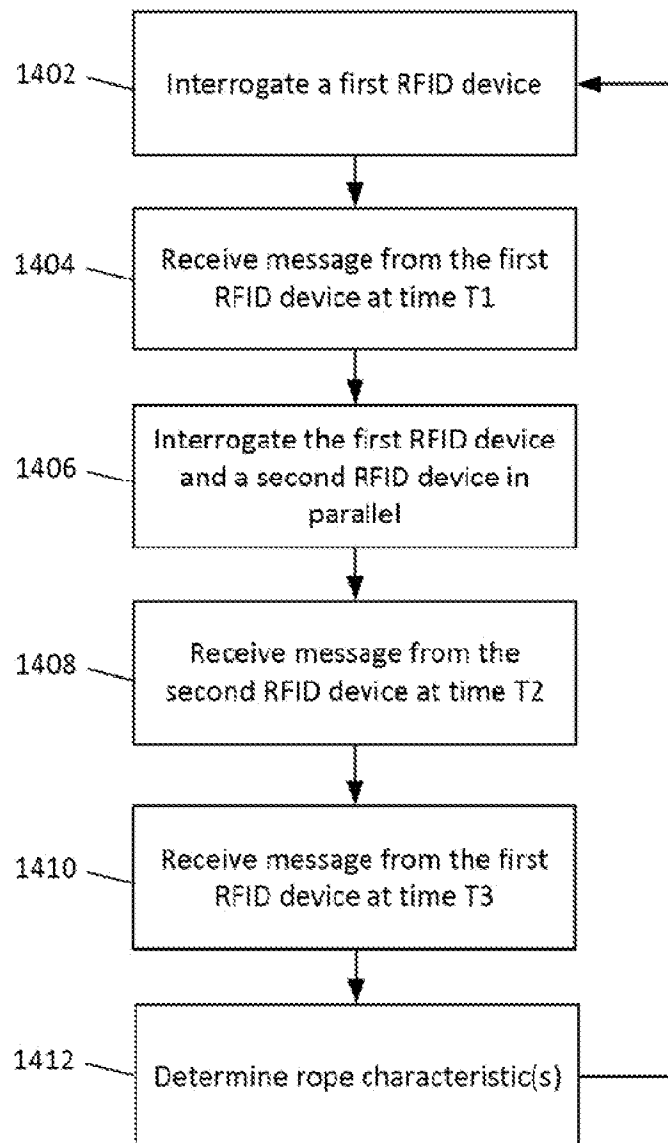 1402
Interrogate a first RFID device
1404
Receive message from the first
RFID device at time T1
1406
Interrogate the first RFID device
and a second RFID device in
parallel
1408
Receive message from the
second RFID device at time T2
1410
Receive message from the first
RFID device at time T3
1412
Determine rope characteristic(s)